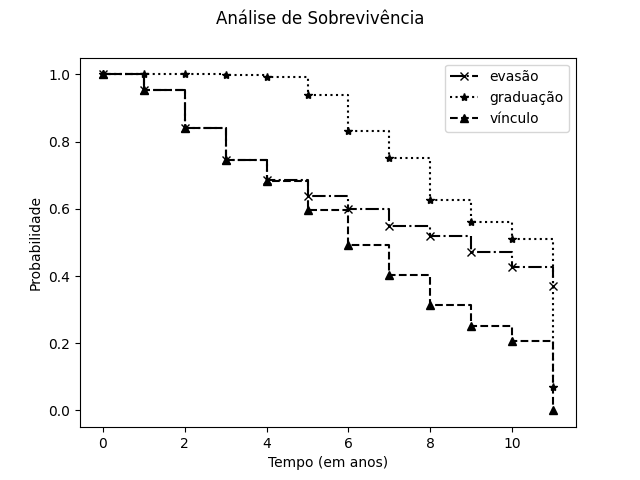 Análise de Sobrevivência
1.0
0.8
0.6
0.4
0.2
0.0
Probabilidade
evasão
graduação
vínculo
0 2 4 6 8 10
Tempo (em anos)